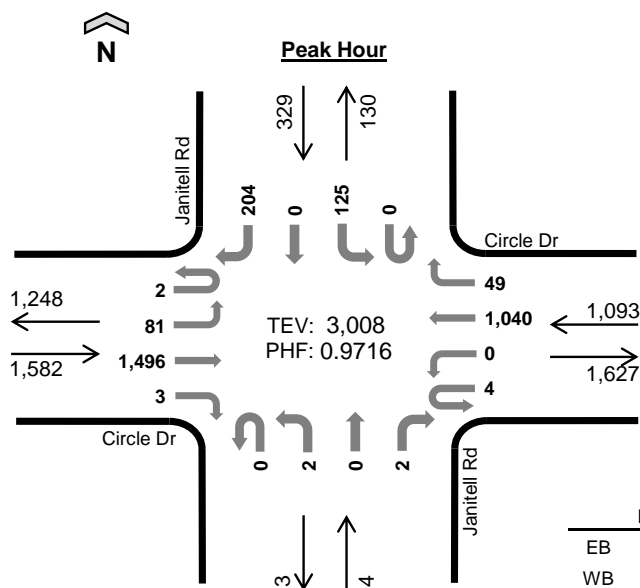 N
Peak Hour
329
130
Janitell Rd
204
0
125
0
Circle Dr
2
49
1,248
81
1,040
1,093
TEV: 3,008
PHF: 0.9716
1,582
1,496
0
1,627
3
4
Circle Dr
0
2
0
2
Janitell Rd
3
4
EB
WB